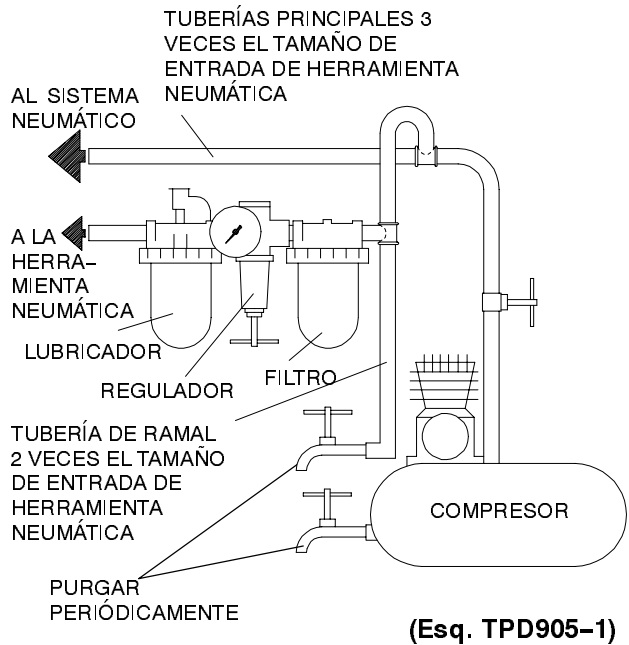 TUBERÍAS PRINCIPALES 3
VECES EL TAMAÑO DE
ENTRADA DE HERRAMIENTA
NEUMÁTICA
AL SISTEMA
NEUMÁTICO
A LA
HERRA–
MIENTA
NEUMÁTICA
LUBRICADOR
REGULADOR
FILTRO
TUBERÍA DE RAMAL
2 VECES EL TAMAÑO
DE ENTRADA DE
HERRAMIENTA
NEUMÁTICA
COMPRESOR
PURGAR
PERIÓDICAMENTE
(Esq. TPD905–1)